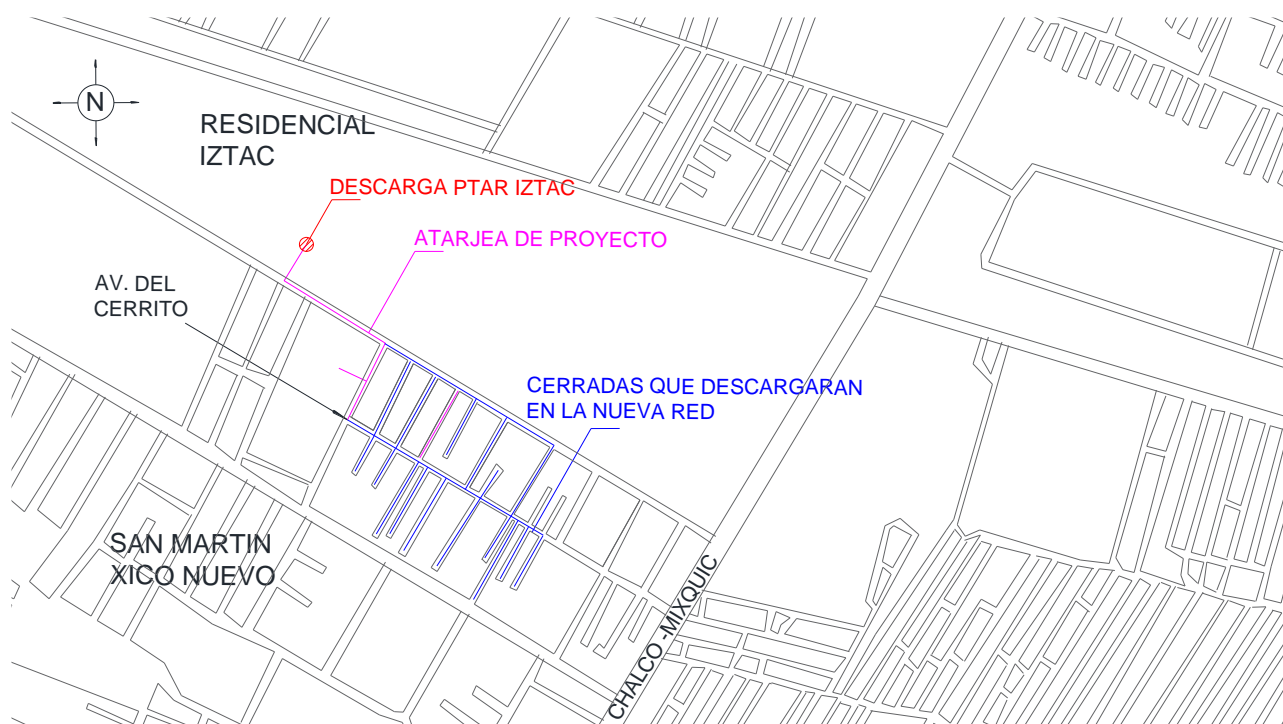 N
RESIDENCIAL
IZTAC
DESCARGA PTAR IZTAC
ATARJEA DE PROYECTO
AV. DEL
CERRITO
CERRADAS QUE DESCARGARAN
EN LA NUEVA RED
SAN MARTIN
XICO NUEVO
CHALCO -MIXQUIC